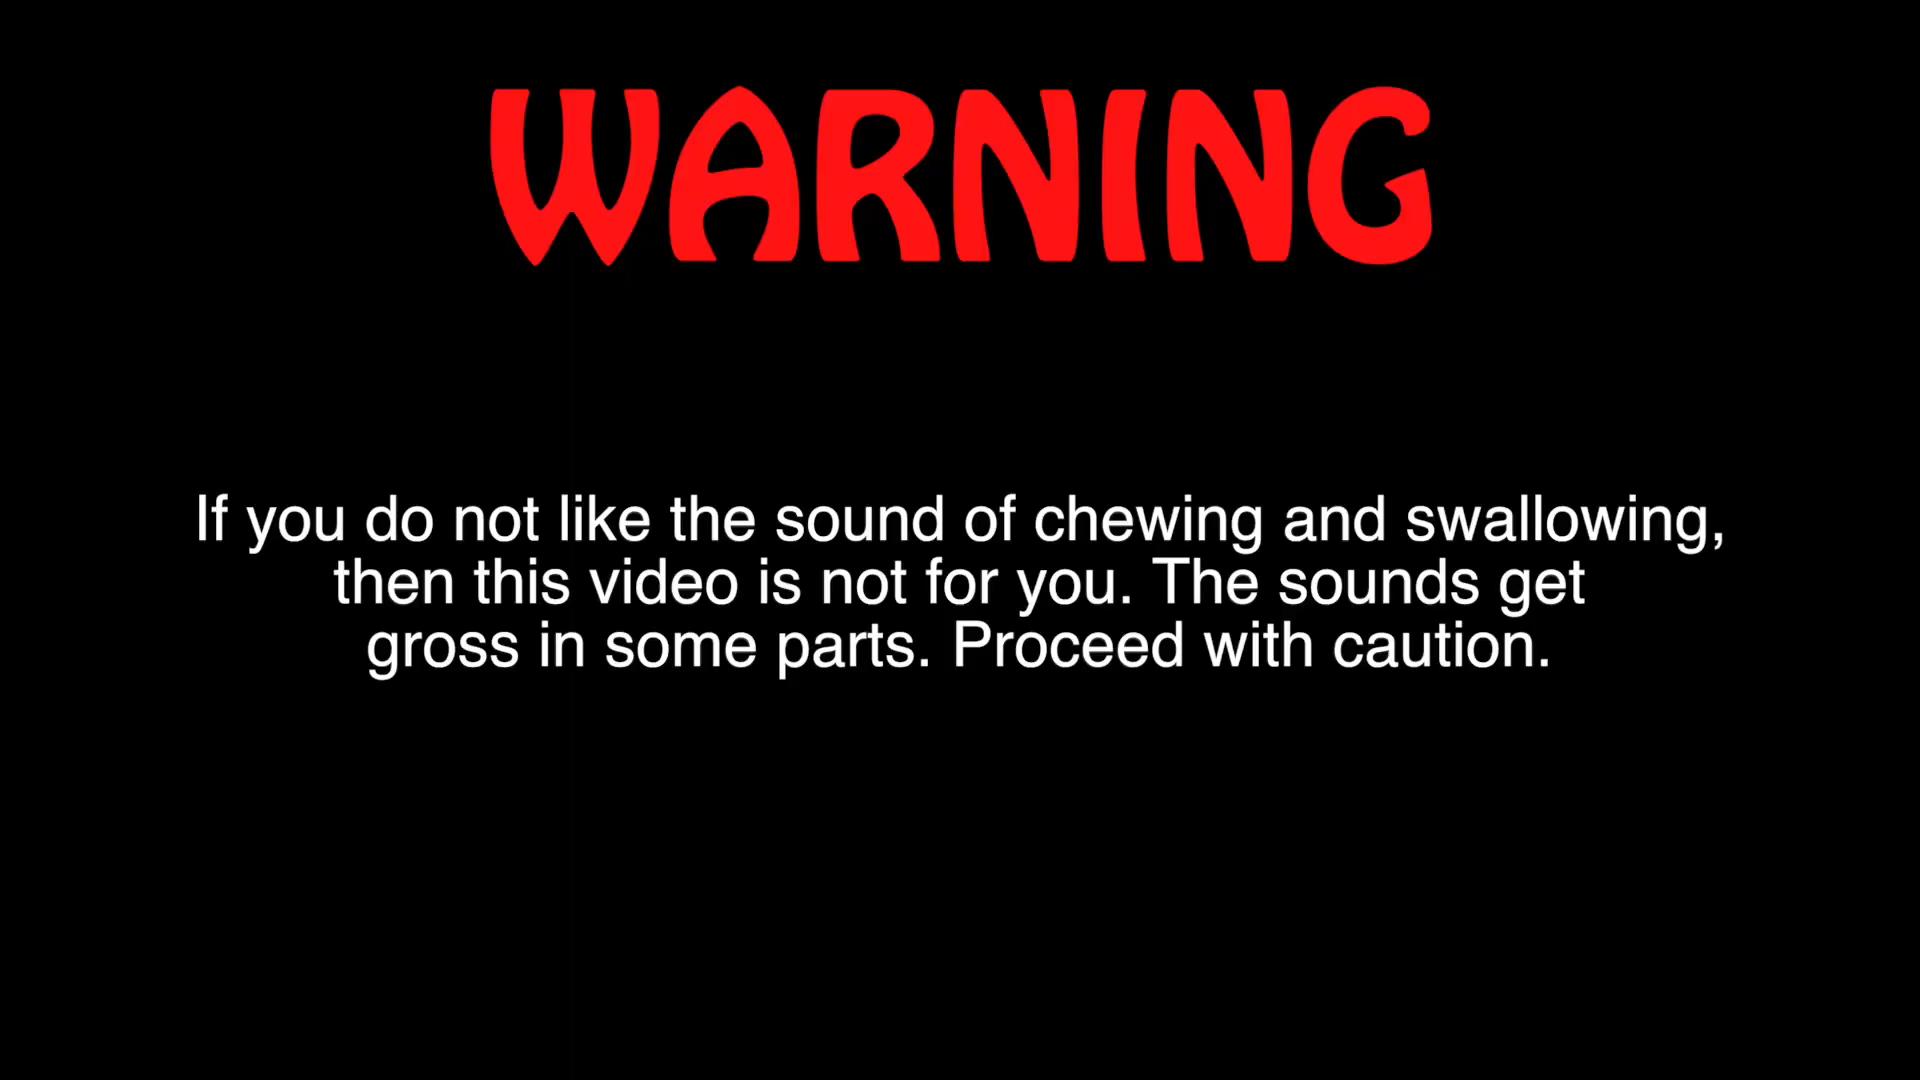 WARNING
If you do not like the sound of chewing and swallowing,
then this video is not for you. The sounds get
gross in some parts. Proceed with caution.